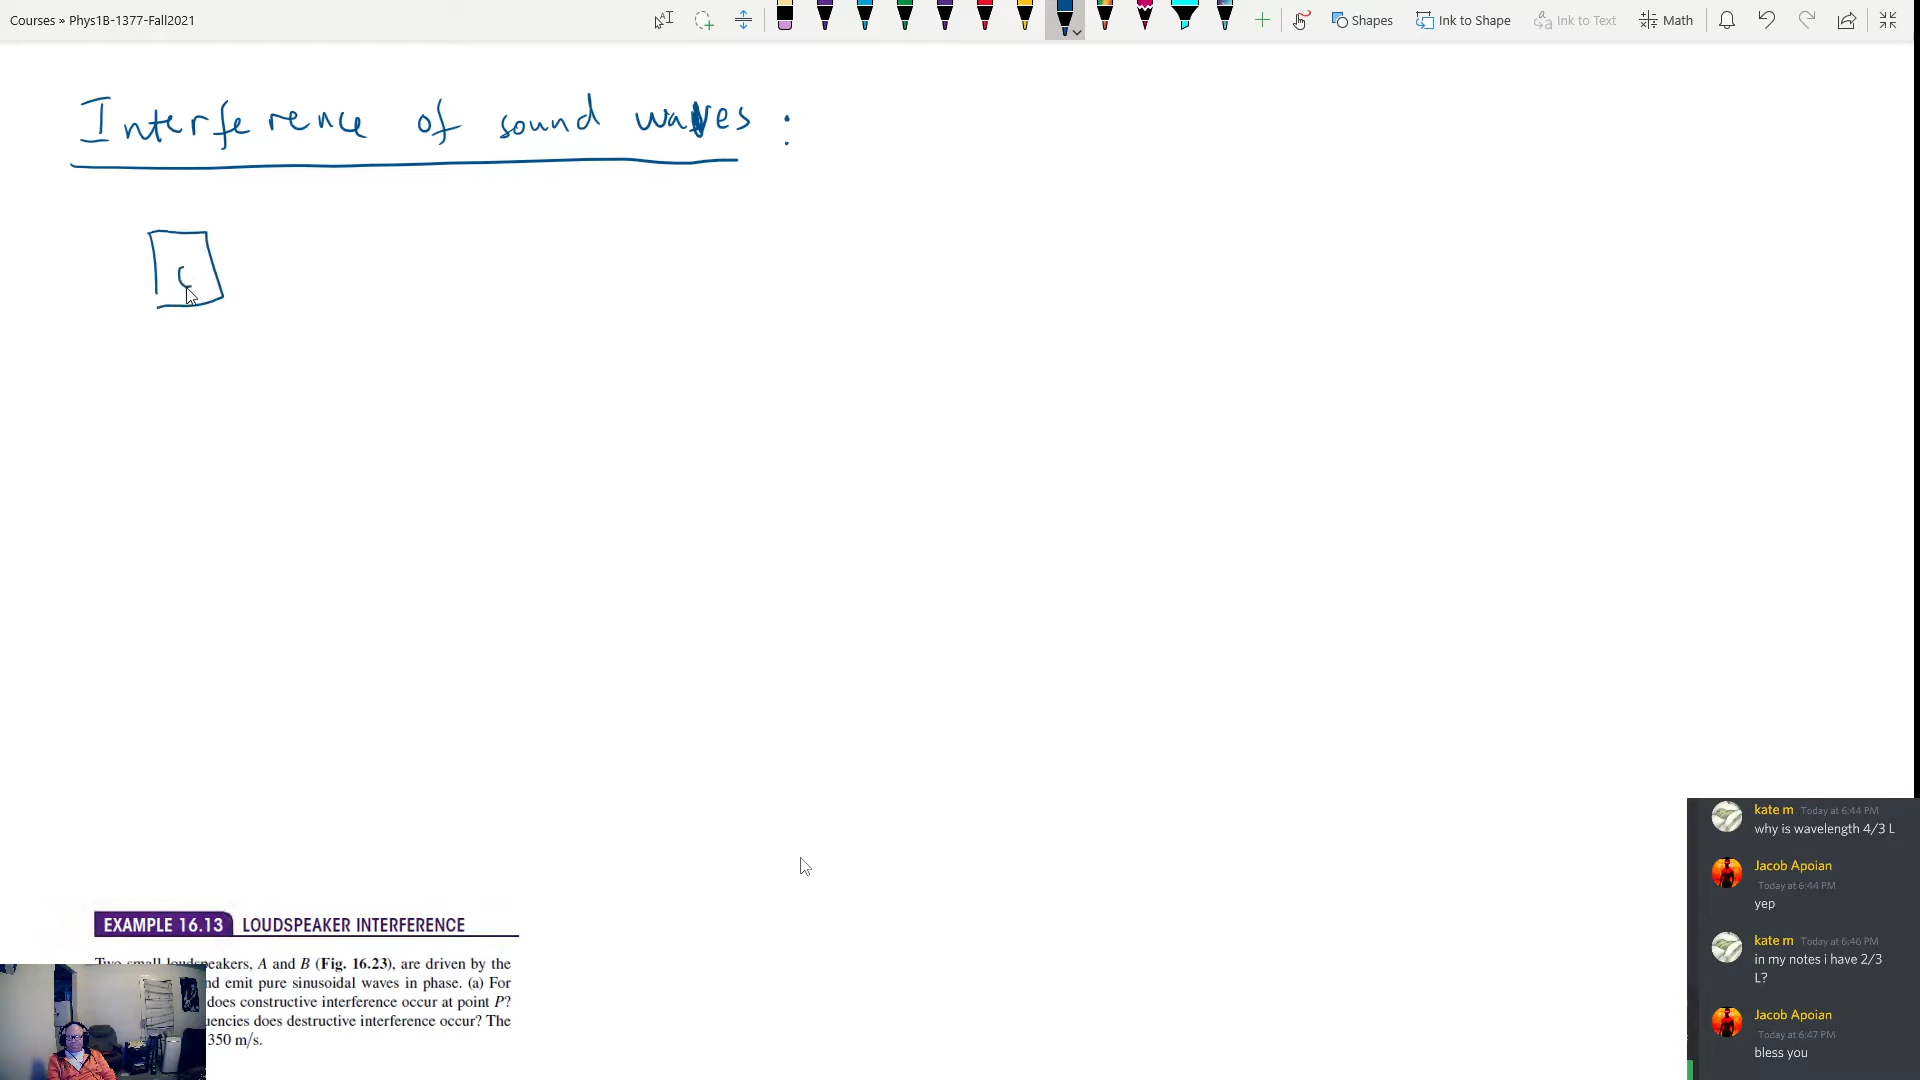 Courses » Phys1B-1377-Fall2021
Shapes
Ink to Shape
Ink to Text
Math
Interference of sound waves :
EXAMPLE 16.13 LOUDSPEAKER INTERFERENCE
Two small loudspeakers, A and B (Fig. 16.23), are driven by the
nd emit pure sinusoidal waves in phase. (a) For
does constructive interference occur at point P?
uencies does destructive interference occur? The
350 m/s.
kate m Today at 6:44 PM
why is wavelength 4/3 L
Jacob Apoian
Today at 6:44 PM
yep
kate m Today at 6:46 PM
in my notes i have 2/3
L?
Jacob Apoian
Today at 6:47 PM
bless you